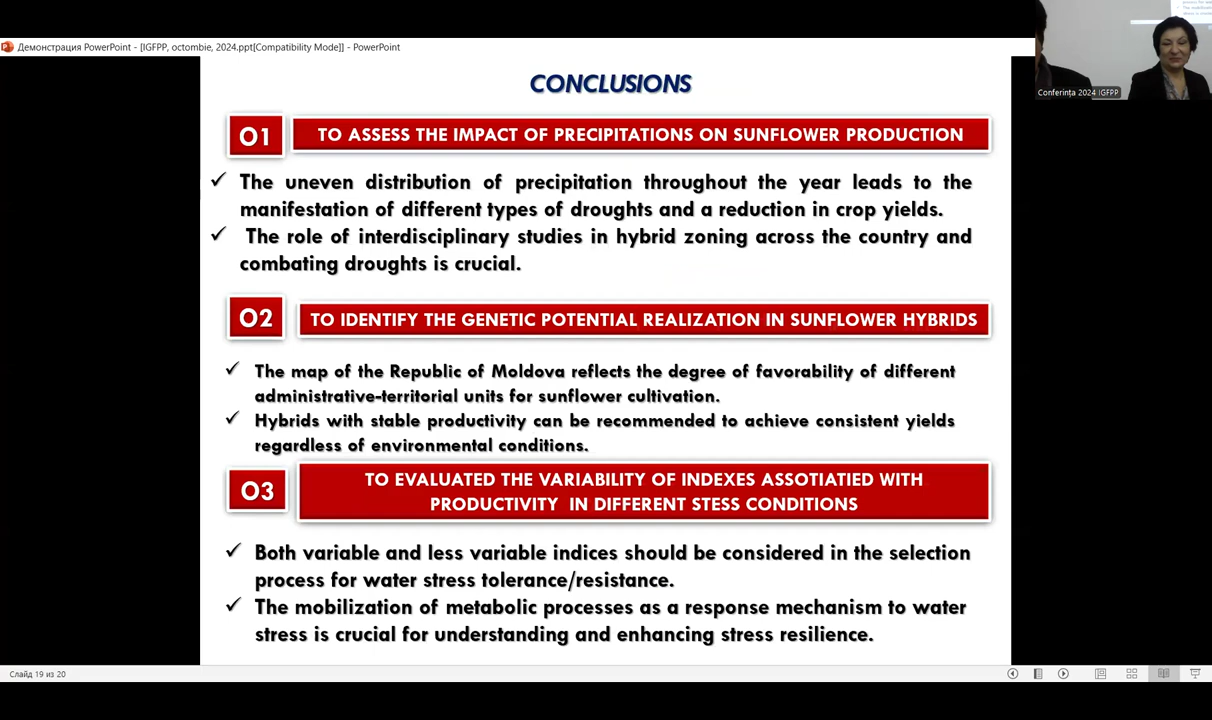 Демонстрация PowerPoint - [IGFPP, octombie, 2024.ppt[Compatibility Mode]] - PowerPoint
Conferința 2024 IGFPP
CONCLUSIONS
01
TO ASSESS THE IMPACT OF PRECIPITATIONS ON SUNFLOWER PRODUCTION
✓ The uneven distribution of precipitation throughout the year leads to the
manifestation of different types of droughts and a reduction in crop yields.
✓ The role of interdisciplinary studies in hybrid zoning across the country and
combating droughts is crucial.
02
TO IDENTIFY THE GENETIC POTENTIAL REALIZATION IN SUNFLOWER HYBRIDS
✓ The map of the Republic of Moldova reflects the degree of favorability of different
administrative-territorial units for sunflower cultivation.
✓ Hybrids with stable productivity can be recommended to achieve consistent yields
regardless of environmental conditions.
03
TO EVALUATED THE VARIABILITY OF INDEXES ASSOTIATIED WITH
PRODUCTIVITY IN DIFFERENT STESS CONDITIONS
✓ Both variable and less variable indices should be considered in the selection
process for water stress tolerance/resistance.
✓ The mobilization of metabolic processes as a response mechanism to water
stress is crucial for understanding and enhancing stress resilience.
Слайд 19 из 20